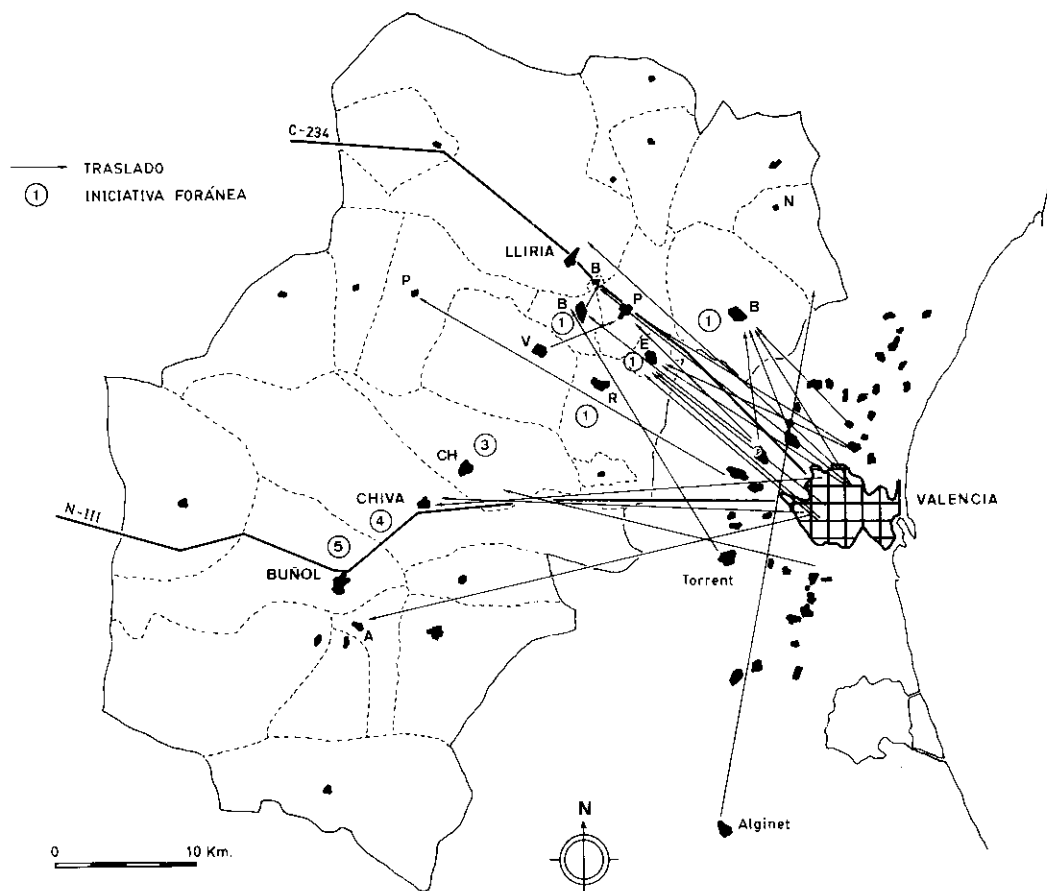 C-234
TRASLADO
1 INICIATIVA FORÁNEA
N
LLIRIA
B
P
B
P
1
1
B
V
E
1
R
1
CH
3
CHIVA
4
VALENCIA
N-III
5
BUÑOL
Torrent
A
N
Alginet
0 10 Km.